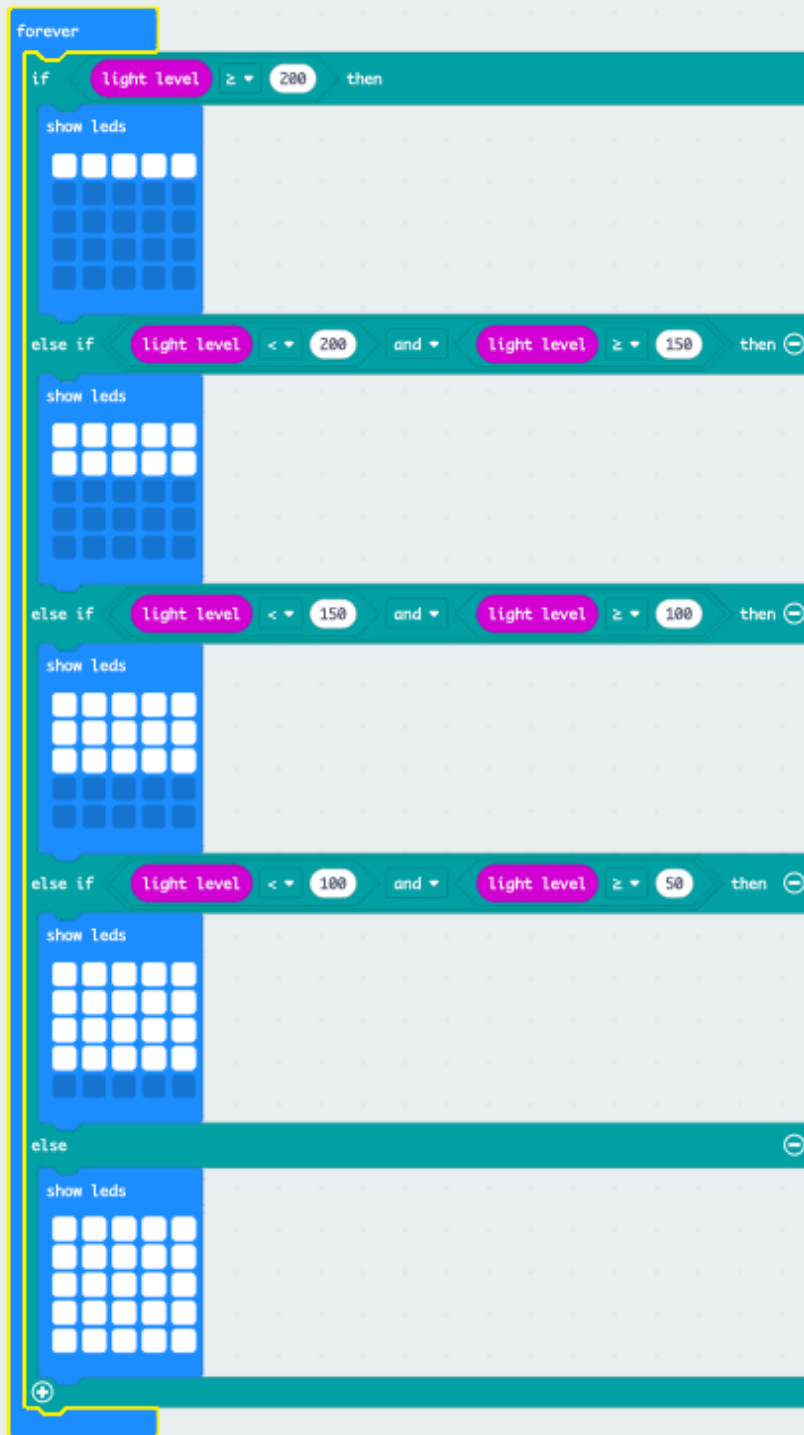 forever
if light level ≥ 200 then
show leds
else if light level < 200 and light level ≥ 150 then
show leds
else if light level < 150 and light level ≥ 100 then
show leds
else if light level < 100 and light level ≥ 50 then
show leds
else
show leds